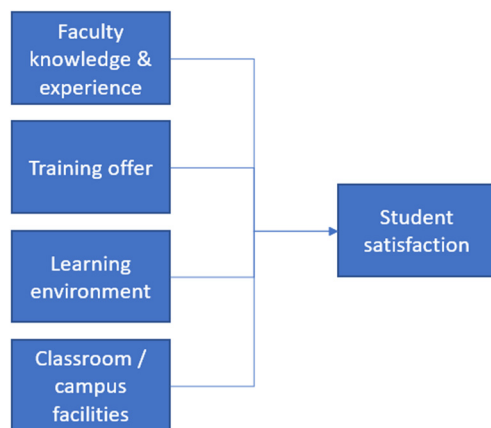 Faculty
knowledge &
experience
Training offer
Learning
environment
Classroom /
campus
facilities
Student
satisfaction